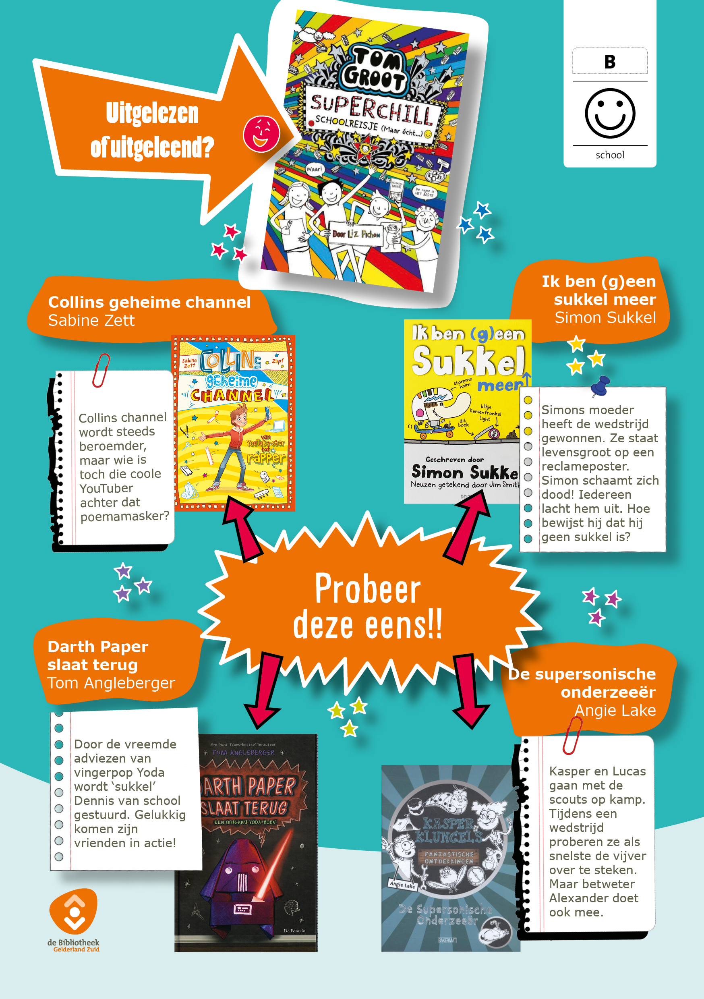 Uitgelezen
of uitgeleend?
TOM
GROOT
SUPERCHILL
SCHOOLREISJE (Maar écht...)
Waar!
De mijne is
HET BESTE
Door Liz Pichon
B
school
Collins geheime channel
Sabine Zett
Sabine
Zett
Zapf
COLLINS
geheime
CHANNEL
van
YouTube-ster
tot
rapper
Collins channel
wordt steeds
beroemder,
maar wie is
toch die coole
YouTuber
achter dat
poemamasker?
Ik ben (g)een
sukkel meer
Simon Sukkel
Ik ben (g)een
Sukkel
meer
stomme
helm
blikje
Kersenfronkel
Light
dit
boek
Geschreven door
Simon Sukkel
Neuzen getekend door Jim Smith
Simons moeder
heeft de wedstrijd
gewonnen. Ze staat
levensgroot op een
reclameposter.
Simon schaamt zich
dood! Iedereen
lacht hem uit. Hoe
bewijst hij dat hij
geen sukkel is?
Probeer
deze eens!!
Darth Paper
slaat terug
Tom Angleberger
Door de vreemde
adviezen van
vingerpop Yoda
wordt ‘sukkel’
Dennis van school
gestuurd. Gelukkig
komen zijn
vrienden in actie!
New York Times-bestsellerauteur
TOM ANGLEBERGER
DARTH PAPER
SLAAT TERUG
EEN ORIGAMI YODA-BOEK
De Fontein
De supersonische
onderzeeër
Angie Lake
KASPER
KLUNGELS
FANTASTISCHE
ONTDEKKINGEN
Angie Lake
De Supersonische
Onderzeeër
BAKERMAT
Kasper en Lucas
gaan met de
scouts op kamp.
Tijdens een
wedstrijd
proberen ze als
snelste de vijver
over te steken.
Maar betweter
Alexander doet
ook mee.
de Bibliotheek
Gelderland Zuid